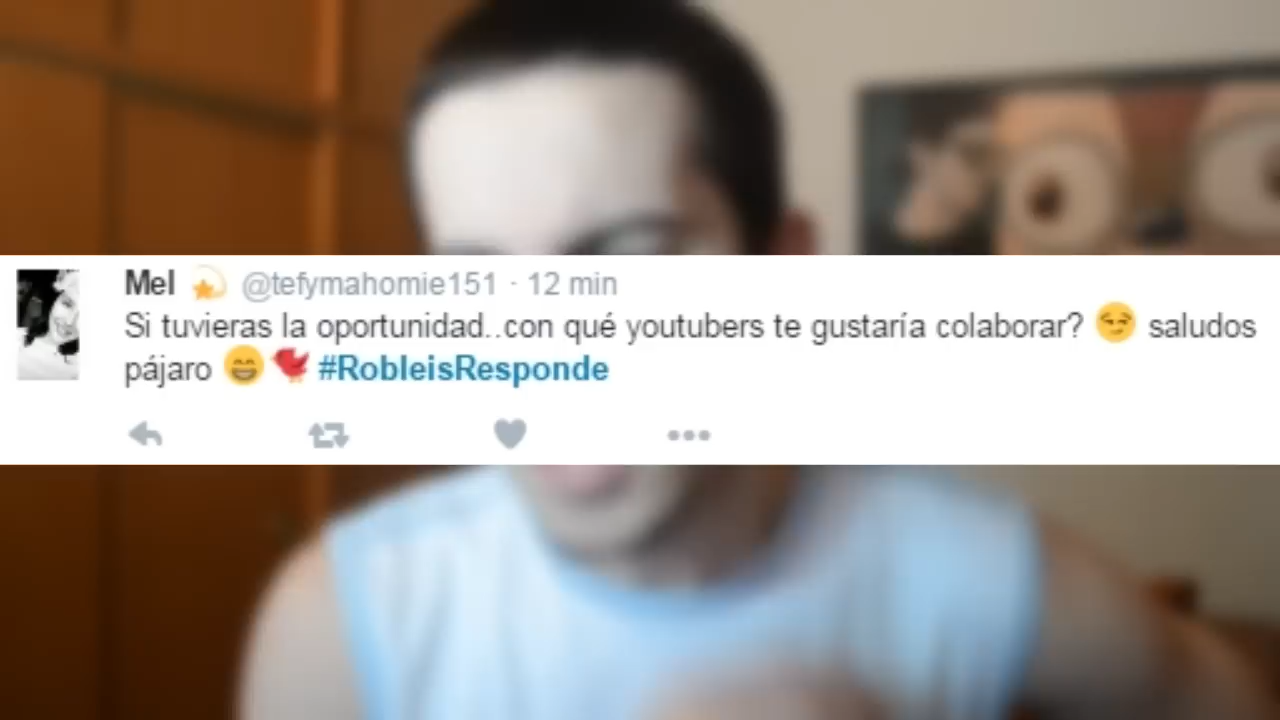 Mel 💫 @tefymahomie151 · 12 min
Si tuvieras la oportunidad..con qué youtubers te gustaría colaborar? 😏 saludos
pájaro 😄🐦 #RobleisResponde